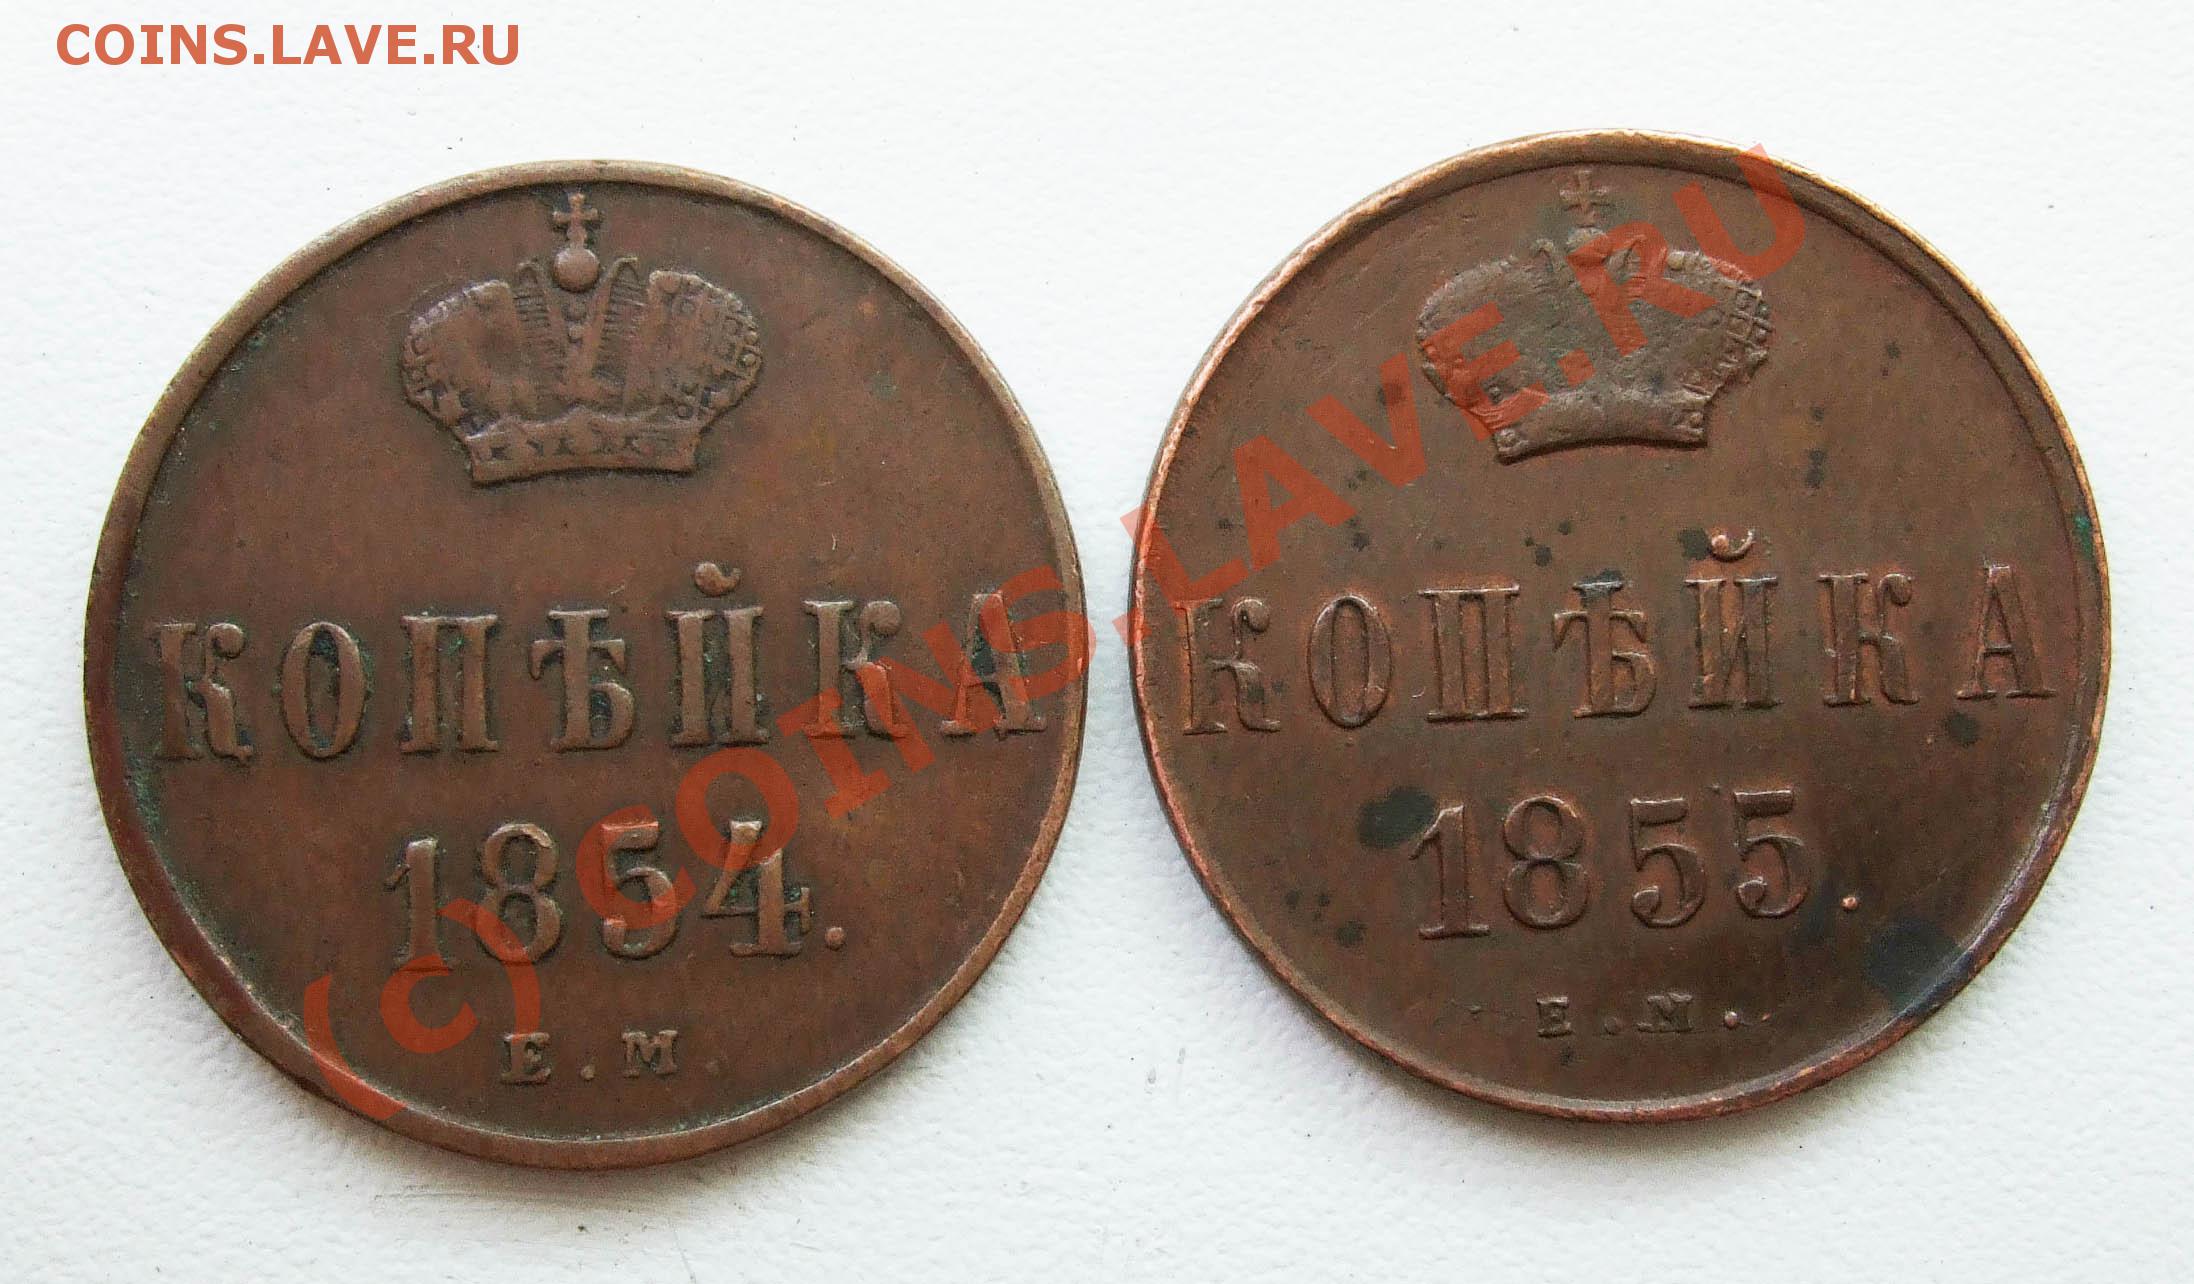 COINS.LAVE.RU
КОПѢЙКА
1854.
Е.М.
КОПѢЙКА
1855.
Е.М.
(c) COINS.LAVE.RU